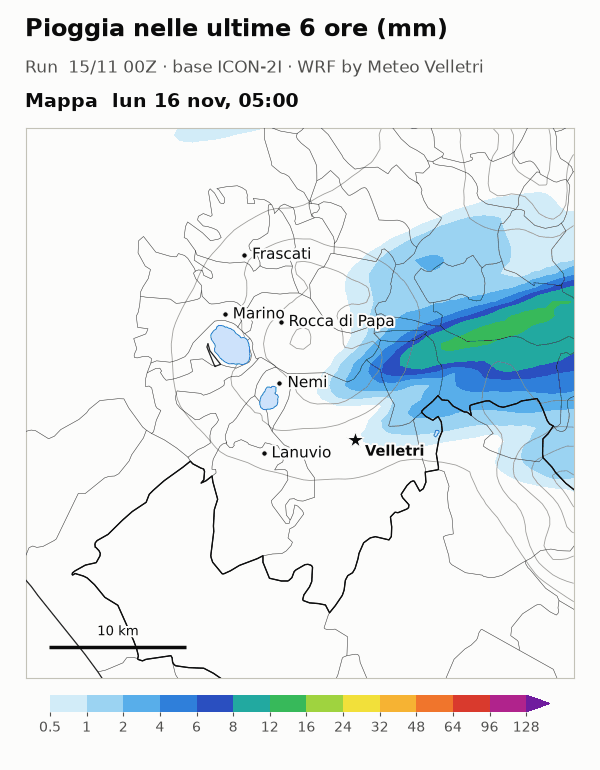 Pioggia nelle ultime 6 ore (mm)
Run  15/11 00Z · base ICON-2I · WRF by Meteo Velletri
Mappa  lun 16 nov, 05:00
Frascati
Marino
Rocca di Papa
Nemi
Velletri
Lanuvio
10 km
0.5 1 2 4 6 8 12 16 24 32 48 64 96 128